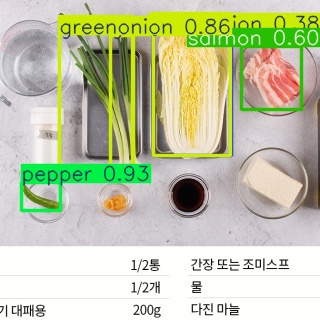 greenonion 0.86
ion 0.38
salmon 0.60
pepper 0.93
1/2통 간장 또는 조미스프
1/2개 물
기 대패용 200g 다진 마늘